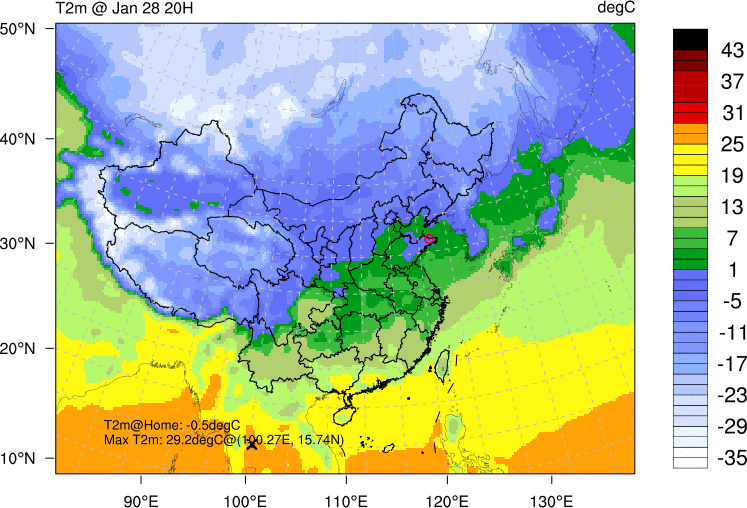 T2m @ Jan 28 20H
degC
50°N
40°N
30°N
20°N
10°N
T2m@Home: -0.5degC
Max T2m: 29.2degC@(100.27E, 15.74N)
90°E
100°E
110°E
120°E
130°E
43
37
31
25
19
13
7
1
-5
-11
-17
-23
-29
-35